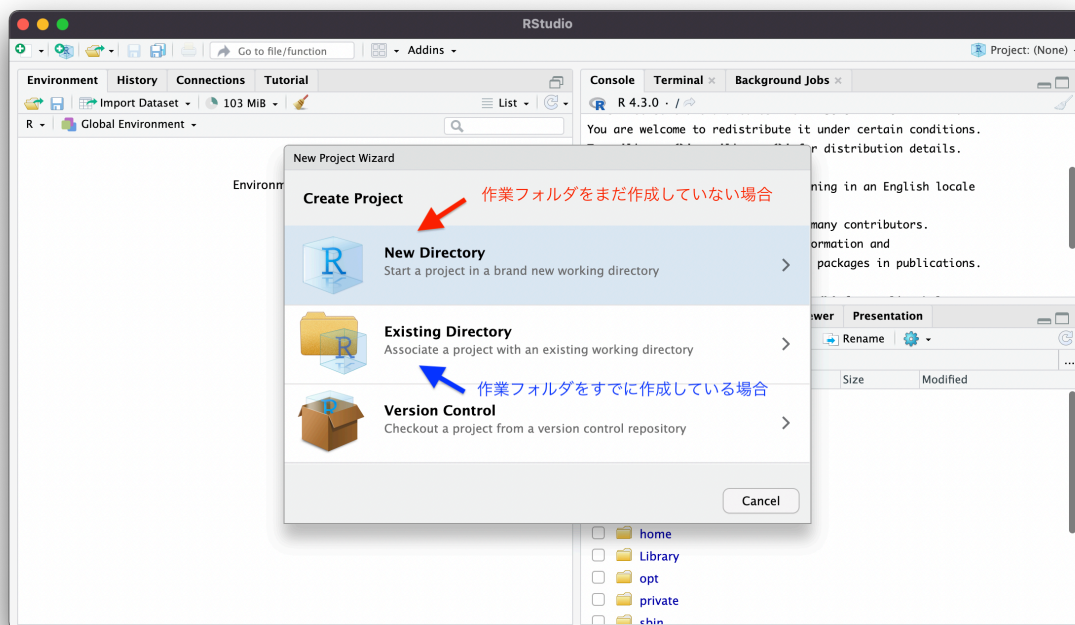 RStudio
Go to file/function
Addins
Project: (None)
Environment History Connections Tutorial
Import Dataset 103 MiB List
R Global Environment
Console Terminal Background Jobs
R 4.3.0 · /
You are welcome to redistribute it under certain conditions.
distribution details.
in an English locale
many contributors.
and
packages in publications.
New Project Wizard
Create Project
作業フォルダをまだ作成していない場合
New Directory
Start a project in a brand new working directory
Existing Directory
Associate a project with an existing working directory
作業フォルダをすでに作成している場合
Version Control
Checkout a project from a version control repository
Cancel
Presentation
Rename
Size Modified
home
Library
opt
private
sbin